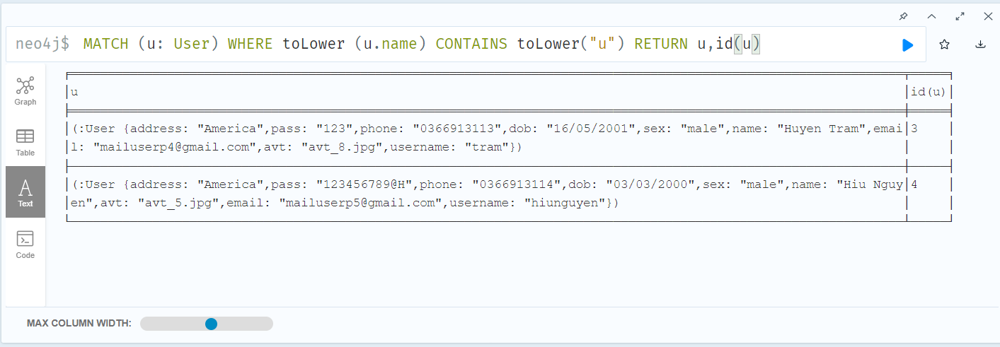 neo4j$ MATCH (u: User) WHERE toLower (u.name) CONTAINS toLower("u") RETURN u,id(u)
Graph
Table
Text
Code
u id(u)
(:User {address: "America",pass: "123",phone: "0366913113",dob: "16/05/2001",sex: "male",name: "Huyen Tram",emai 3
l: "mailuserp4@gmail.com",avt: "avt_8.jpg",username: "tram"})
(:User {address: "America",pass: "123456789@H",phone: "0366913114",dob: "03/03/2000",sex: "male",name: "Hiu Nguy 4
en",avt: "avt_5.jpg",email: "mailuserp5@gmail.com",username: "hiunguyen"})
MAX COLUMN WIDTH: